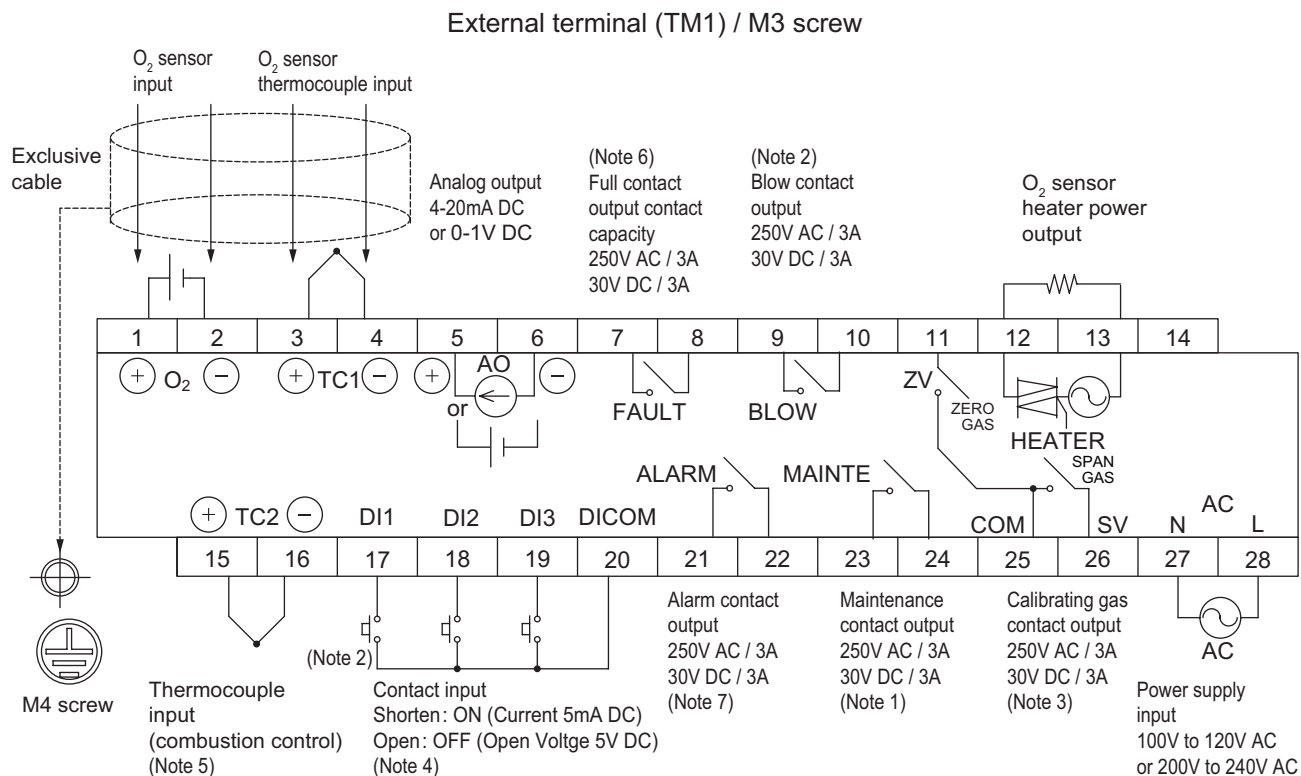 External terminal (TM1) / M3 screw
O2 sensor
input
O2 sensor
thermocouple input
Exclusive
cable
Analog output
4-20mA DC
or 0-1V DC
(Note 6)
Full contact
output contact
capacity
250V AC / 3A
30V DC / 3A
(Note 2)
Blow contact
output
250V AC / 3A
30V DC / 3A
O2 sensor
heater power
output
1 2 3 4 5 6 7 8 9 10 11 12 13 14
+ O2 − + TC1 − + AO −
or
FAULT
BLOW
ZV
ZERO
GAS
HEATER
SPAN
GAS
ALARM
MAINTE
+ TC2 − DI1 DI2 DI3 DICOM
COM SV N AC L
15 16 17 18 19 20 21 22 23 24 25 26 27 28
M4 screw
Thermocouple
input
(combustion control)
(Note 5)
(Note 2)
Contact input
Shorten: ON (Current 5mA DC)
Open: OFF (Open Voltge 5V DC)
(Note 4)
Alarm contact
output
250V AC / 3A
30V DC / 3A
(Note 7)
Maintenance
contact output
250V AC / 3A
30V DC / 3A
(Note 1)
Calibrating gas
contact output
250V AC / 3A
30V DC / 3A
(Note 3)
AC
Power supply
input
100V to 120V AC
or 200V to 240V AC